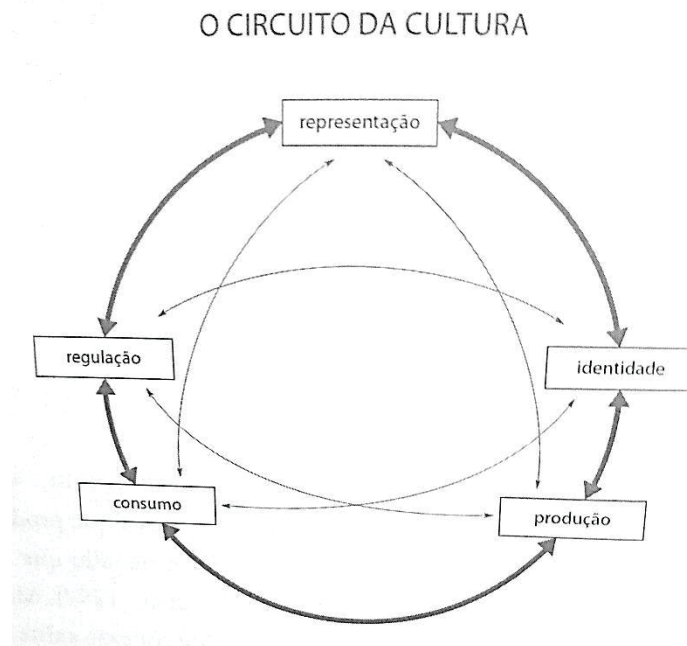 O CIRCUITO DA CULTURA
representação
regulação
identidade
consumo
produção